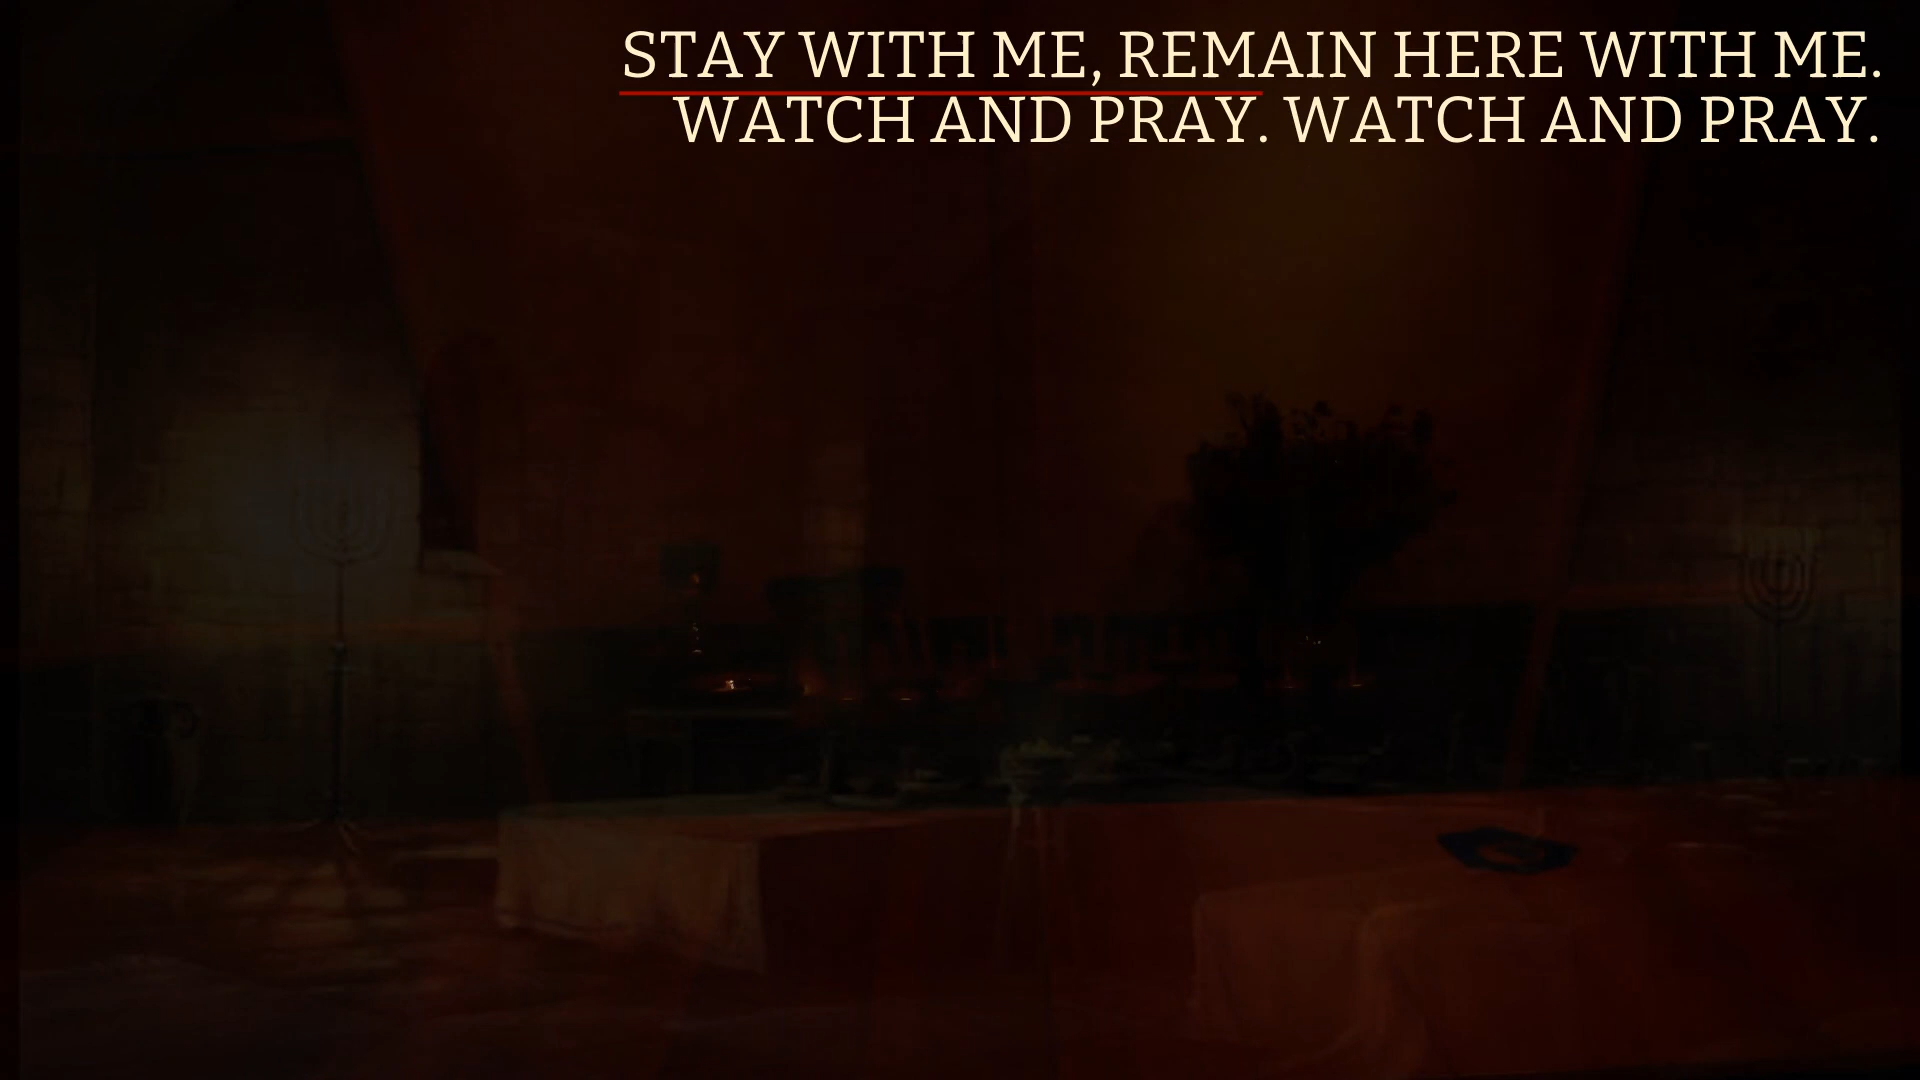 STAY WITH ME, REMAIN HERE WITH ME.
WATCH AND PRAY. WATCH AND PRAY.